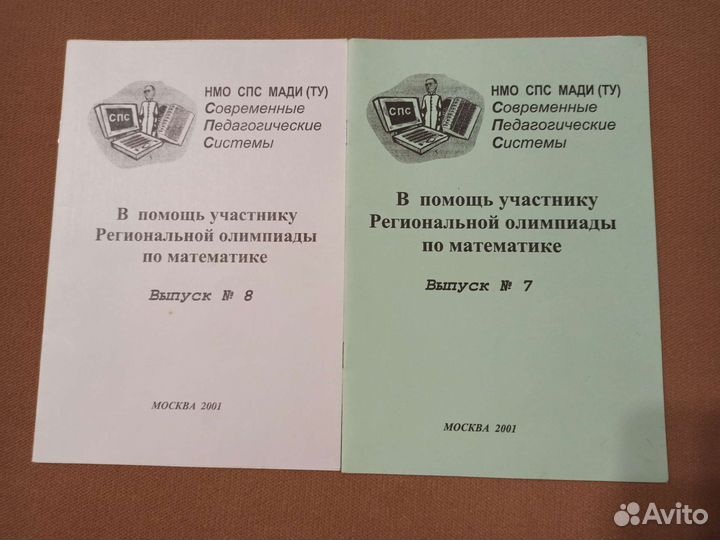 СПС
НМО СПС МАДИ (ТУ)
Современные
Педагогические
Системы
В помощь участнику
Региональной олимпиады
по математике
Выпуск № 8
МОСКВА 2001
СПС
НМО СПС МАДИ (ТУ)
Современные
Педагогические
Системы
В помощь участнику
Региональной олимпиады
по математике
Выпуск № 7
МОСКВА 2001
Avito